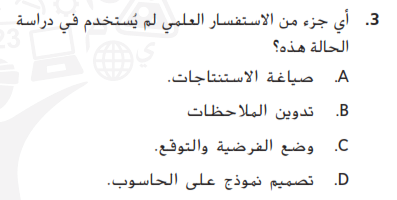 3. أي جزء من الاستفسار العلمي لم يُستخدم في دراسة
الحالة هذه؟
A. صياغة الاستنتاجات.
B. تدوين الملاحظات
C. وضع الفرضية والتوقع.
D. تصميم نموذج على الحاسوب.